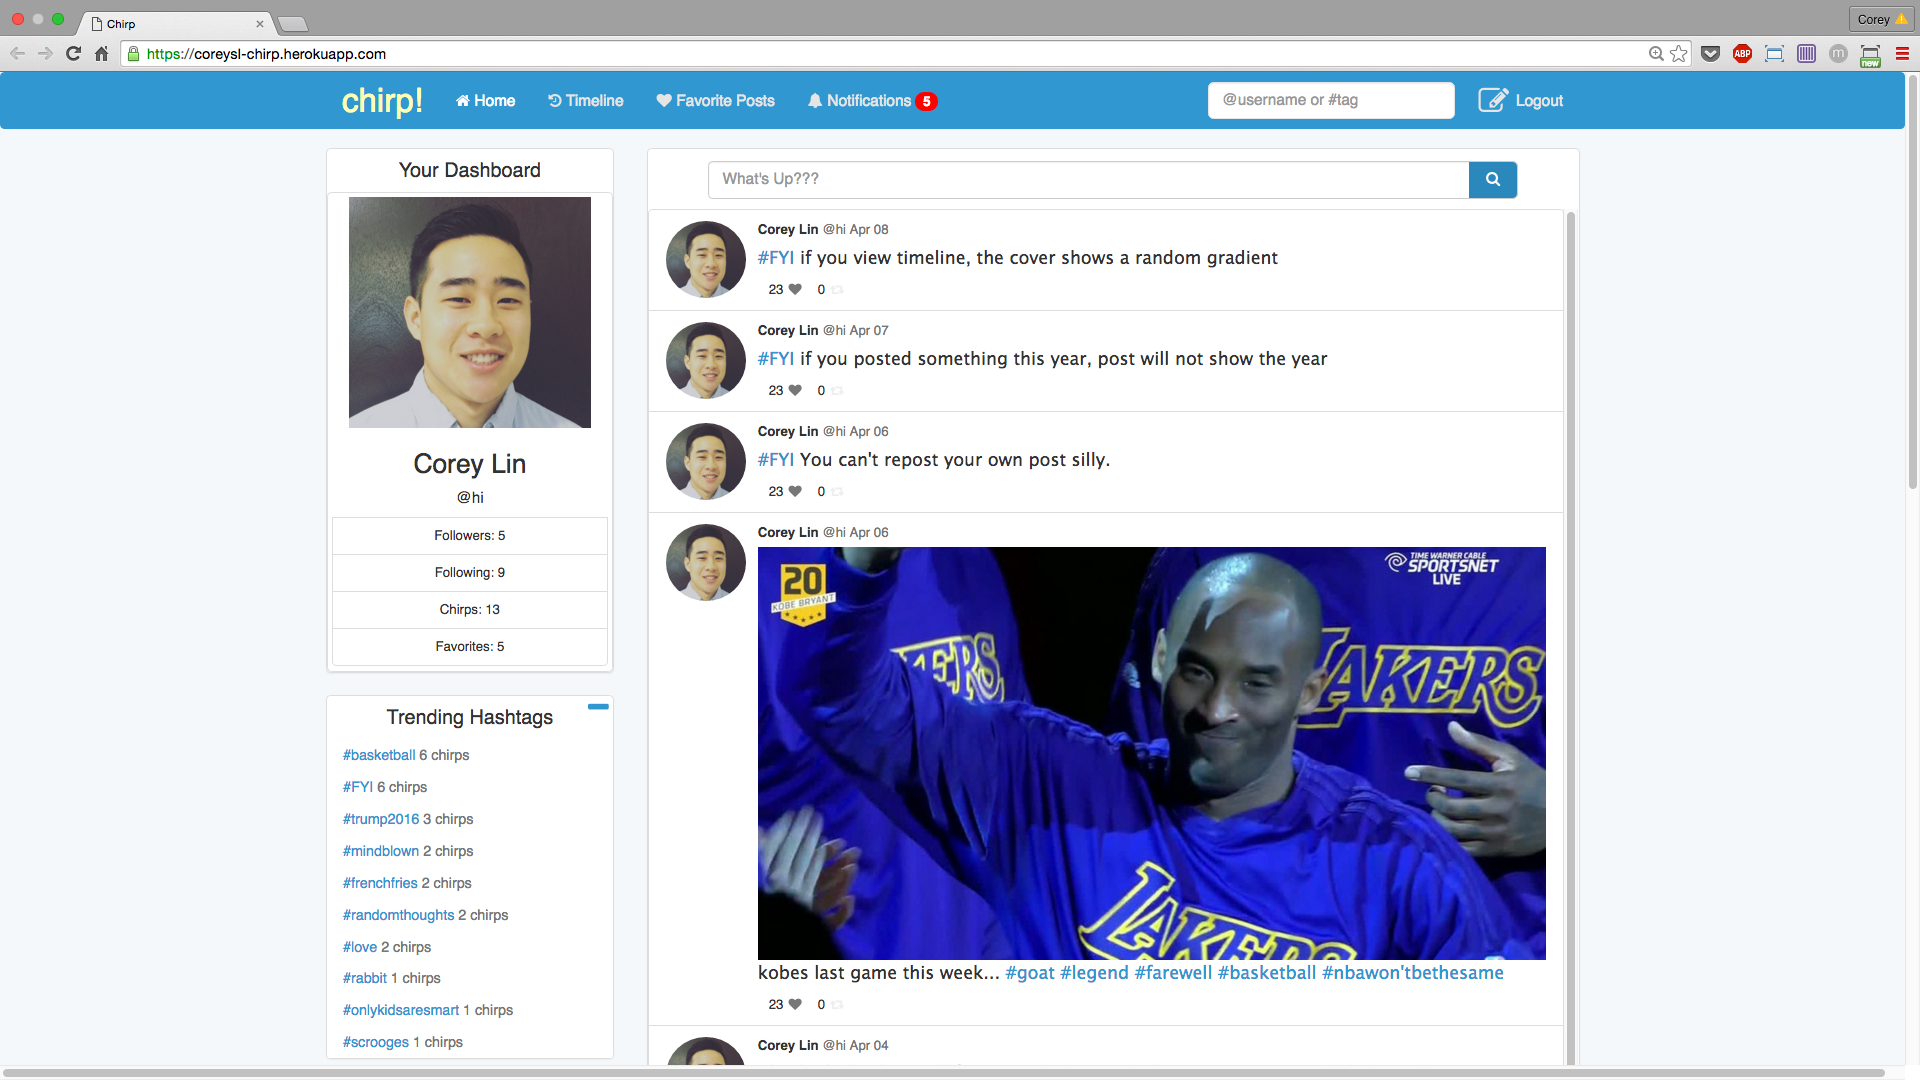 Chirp
Corey
https://coreysl-chirp.herokuapp.com
ABP
m
new
chirp!
Home
Timeline
Favorite Posts
Notifications 5
@username or #tag
Logout
Your Dashboard
Corey Lin
@hi
Followers: 5
Following: 9
Chirps: 13
Favorites: 5
Trending Hashtags
#basketball 6 chirps
#FYI 6 chirps
#trump2016 3 chirps
#mindblown 2 chirps
#frenchfries 2 chirps
#randomthoughts 2 chirps
#love 2 chirps
#rabbit 1 chirps
#onlykidsaresmart 1 chirps
#scrooges 1 chirps
What's Up???
Corey Lin @hi Apr 08
#FYI if you view timeline, the cover shows a random gradient
23 0
Corey Lin @hi Apr 07
#FYI if you posted something this year, post will not show the year
23 0
Corey Lin @hi Apr 06
#FYI You can't repost your own post silly.
23 0
Corey Lin @hi Apr 06
20
KOBE BRYANT
TIME WARNER CABLE
SPORTSNET
LIVE
KERS
LAKERS
LAKERS
kobes last game this week... #goat #legend #farewell #basketball #nbawon'tbethesame
23 0
Corey Lin @hi Apr 04